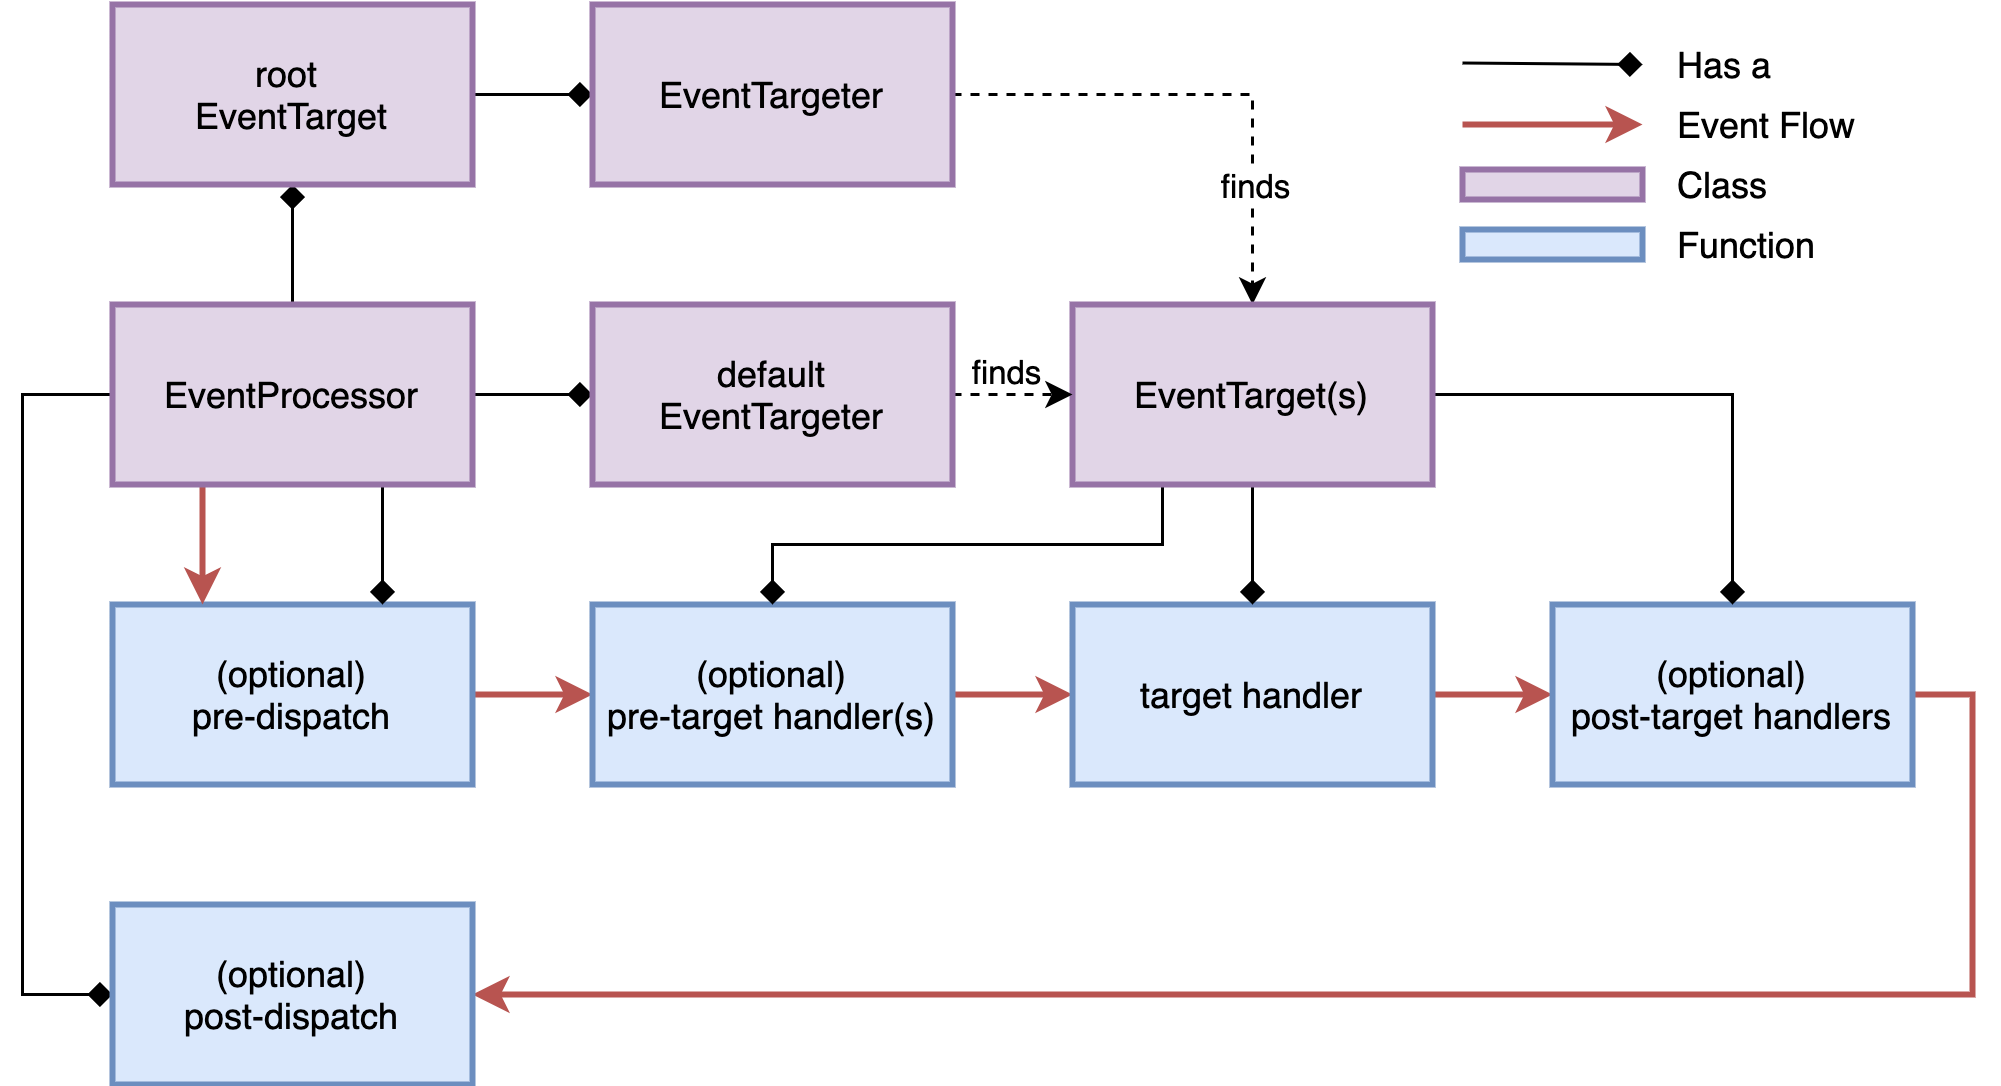 root
EventTarget
EventTargeter
Has a
Event Flow
Class
Function
finds
EventProcessor
default
EventTargeter
finds
EventTarget(s)
(optional)
pre-dispatch
(optional)
pre-target handler(s)
target handler
(optional)
post-target handlers
(optional)
post-dispatch